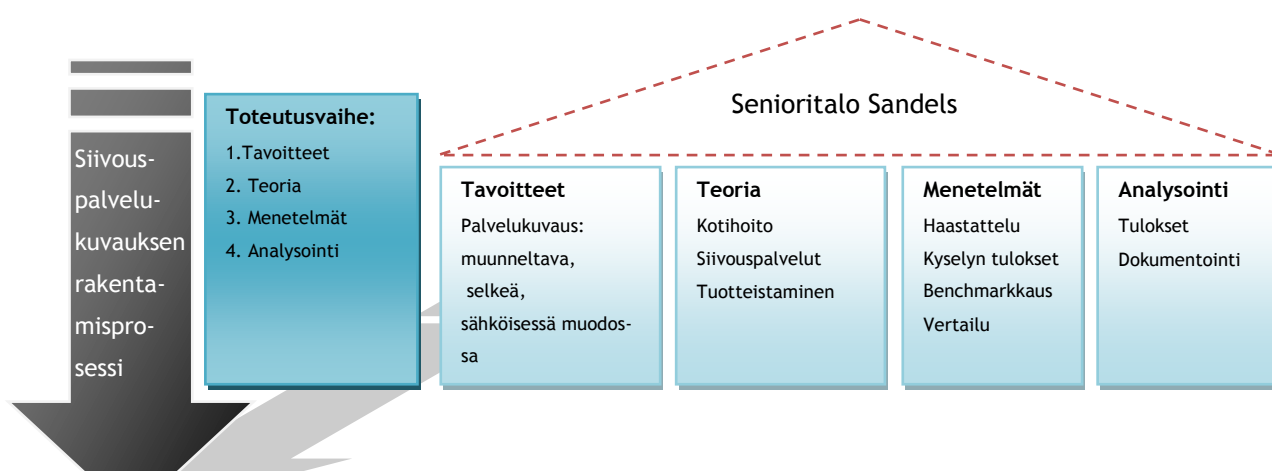 Siivous-
palvelu-
kuvauksen
rakenta-
mispro-
sessi
Toteutusvaihe:
1.Tavoitteet
2. Teoria
3. Menetelmät
4. Analysointi
Senioritalo Sandels
Tavoitteet
Palvelukuvaus:
muunneltava,
selkeä,
sähköisessä muodos-
sa
Teoria
Kotihoito
Siivouspalvelut
Tuotteistaminen
Menetelmät
Haastattelu
Kyselyn tulokset
Benchmarkkaus
Vertailu
Analysointi
Tulokset
Dokumentointi